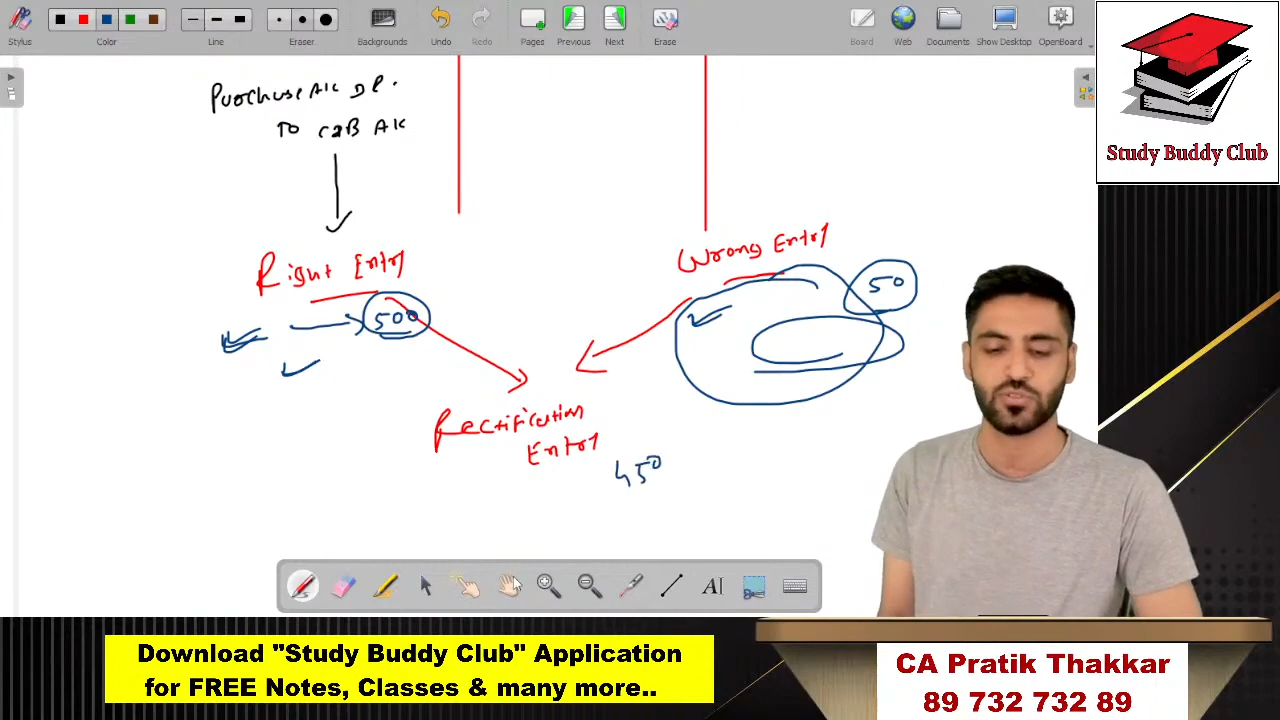 Stylus
Color
Line
Eraser
Backgrounds
Undo
Redo
Pages
Previous
Next
Erase
Board
Web
Documents
Show Desktop
OpenBoard
Study Buddy Club
Purchase A/c Dr.
To C&B A/c
Right Entry
Wrong Entry
50
500
Rectification
Entry
450
Download "Study Buddy Club" Application
for FREE Notes, Classes & many more..
CA Pratik Thakkar
89 732 732 89